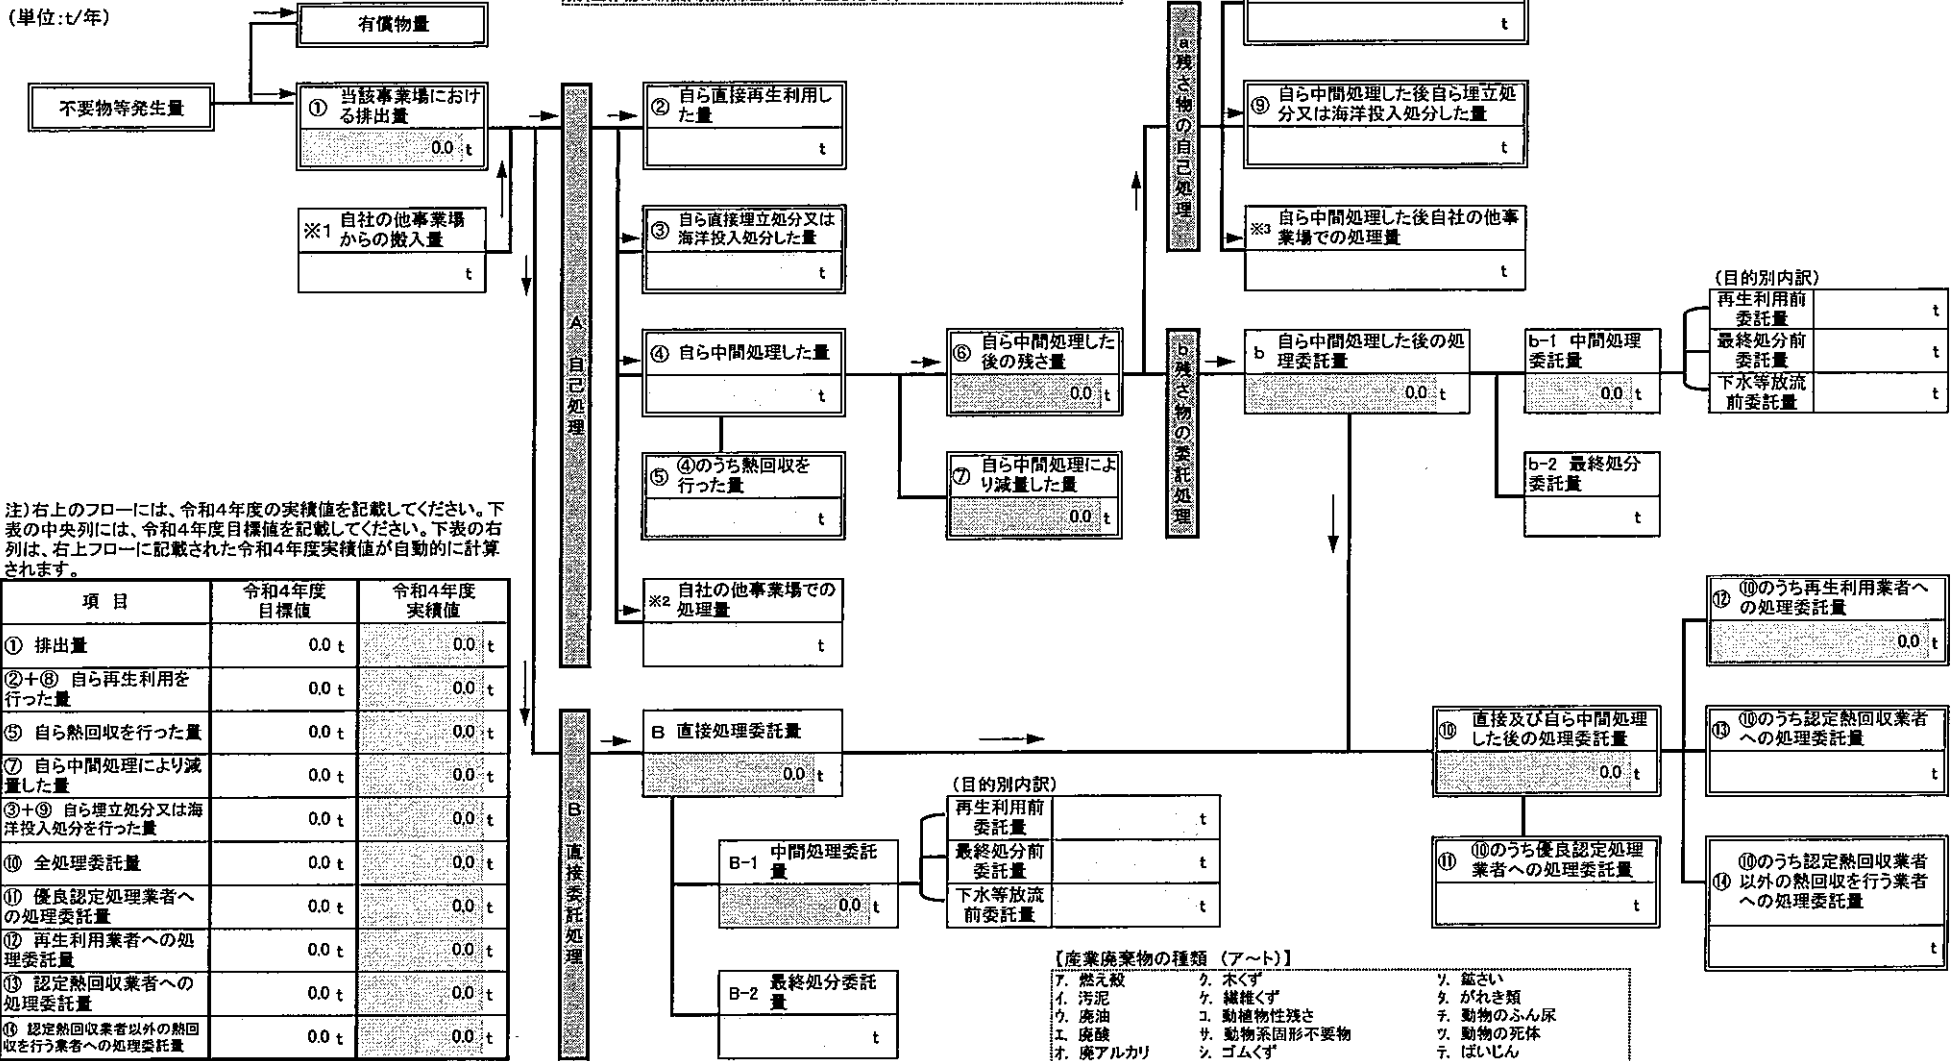 (単位:t/年)
有償物量
不要物等発生量
① 当該事業場におけ
る排出量
0.0 t
※1 自社の他事業場
からの搬入量
t
A 自己処理
② 自ら直接再生利用し
た量
t
③ 自ら直接埋立処分又は
海洋投入処分した量
t
④ 自ら中間処理した量
t
⑤ ④のうち熱回収を
行った量
t
※2 自社の他事業場での
処理量
t
⑥ 自ら中間処理した
後の残さ量
0.0 t
⑦ 自ら中間処理によ
り減量した量
0.0 t
a 残さ物の自己処理
t
⑨ 自ら中間処理した後自ら埋立処
分又は海洋投入処分した量
t
※3 自ら中間処理した後自社の他事
業場での処理量
t
b 残さ物の委託処理
b 自ら中間処理した後の処
理委託量
0.0 t
b-1 中間処理
委託量
0.0 t
(目的別内訳)
再生利用前
委託量
t
最終処分前
委託量
t
下水等放流
前委託量
t
b-2 最終処分
委託量
t
注)右上のフローには、令和4年度の実績値を記載してください。下
表の中央列には、令和4年度目標値を記載してください。下表の右
列は、右上フローに記載された令和4年度実績値が自動的に計算
されます。
項 目
令和4年度
目標値
令和4年度
実績値
① 排出量
0.0 t
0.0 t
②+⑧ 自ら再生利用を
行った量
0.0 t
0.0 t
⑤ 自ら熱回収を行った量
0.0 t
0.0 t
⑦ 自ら中間処理により減
量した量
0.0 t
0.0 t
③+⑨ 自ら埋立処分又は海
洋投入処分を行った量
0.0 t
0.0 t
⑩ 全処理委託量
0.0 t
0.0 t
⑪ 優良認定処理業者へ
の処理委託量
0.0 t
0.0 t
⑫ 再生利用業者への処
理委託量
0.0 t
0.0 t
⑬ 認定熱回収業者への
処理委託量
0.0 t
0.0 t
⑭ 認定熱回収業者以外の熱回
収を行う業者への処理委託量
0.0 t
0.0 t
B 直接委託処理
B 直接処理委託量
0.0 t
B-1 中間処理委託
量
0.0 t
(目的別内訳)
再生利用前
委託量
t
最終処分前
委託量
t
下水等放流
前委託量
t
B-2 最終処分委託
量
t
⑩ 直接及び自ら中間処理
した後の処理委託量
0.0 t
⑪ ⑩のうち優良認定処理
業者への処理委託量
t
⑫ ⑩のうち再生利用業者へ
の処理委託量
0.0 t
⑬ ⑩のうち認定熱回収業者
への処理委託量
t
⑩のうち認定熱回収業者
⑭ 以外の熱回収を行う業者
への処理委託量
t
【産業廃棄物の種類 (ア~ト)】
ア. 燃え殻
イ. 汚泥
ウ. 廃油
エ. 廃酸
オ. 廃アルカリ
ク. 木くず
ケ. 繊維くず
コ. 動植物性残さ
サ. 動物系固形不要物
シ. ゴムくず
ソ. 鉱さい
タ. がれき類
チ. 動物のふん尿
ツ. 動物の死体
テ. ばいじん